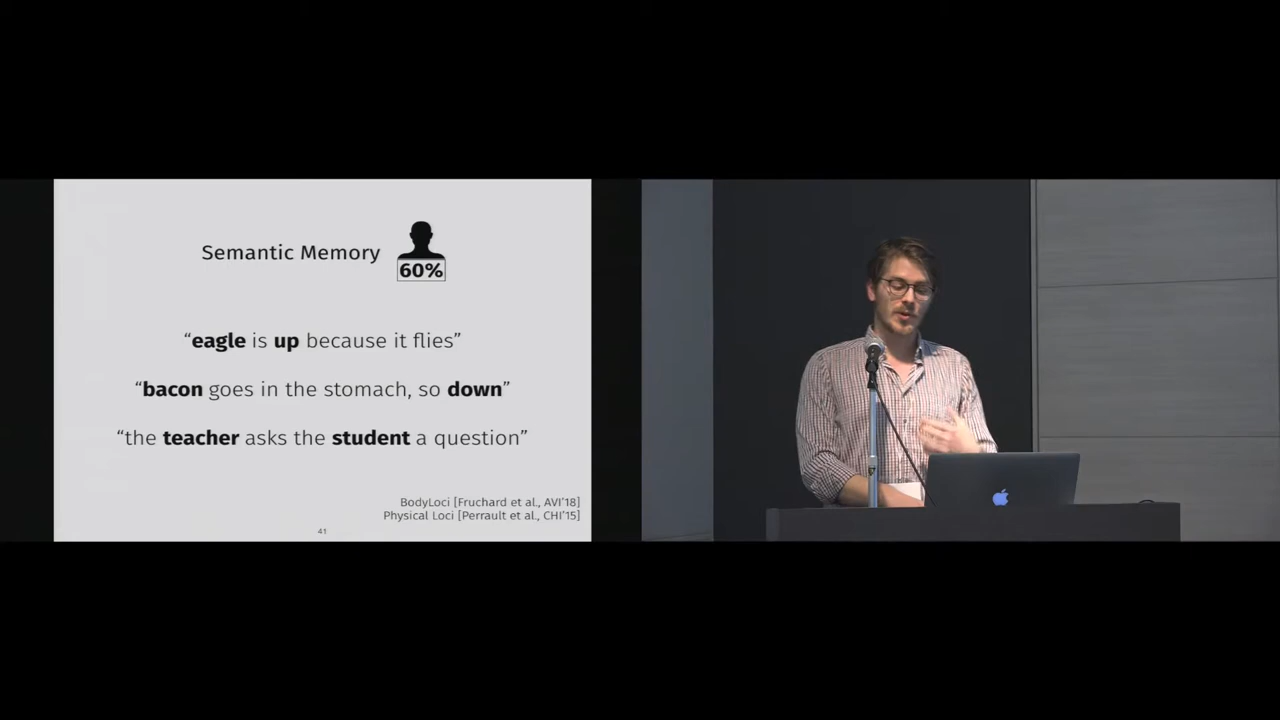 Semantic Memory
60%
“eagle is up because it flies”
“bacon goes in the stomach, so down”
“the teacher asks the student a question”
BodyLoci [Fruchard et al., AVI’18]
Physical Loci [Perrault et al., CHI’15]
41